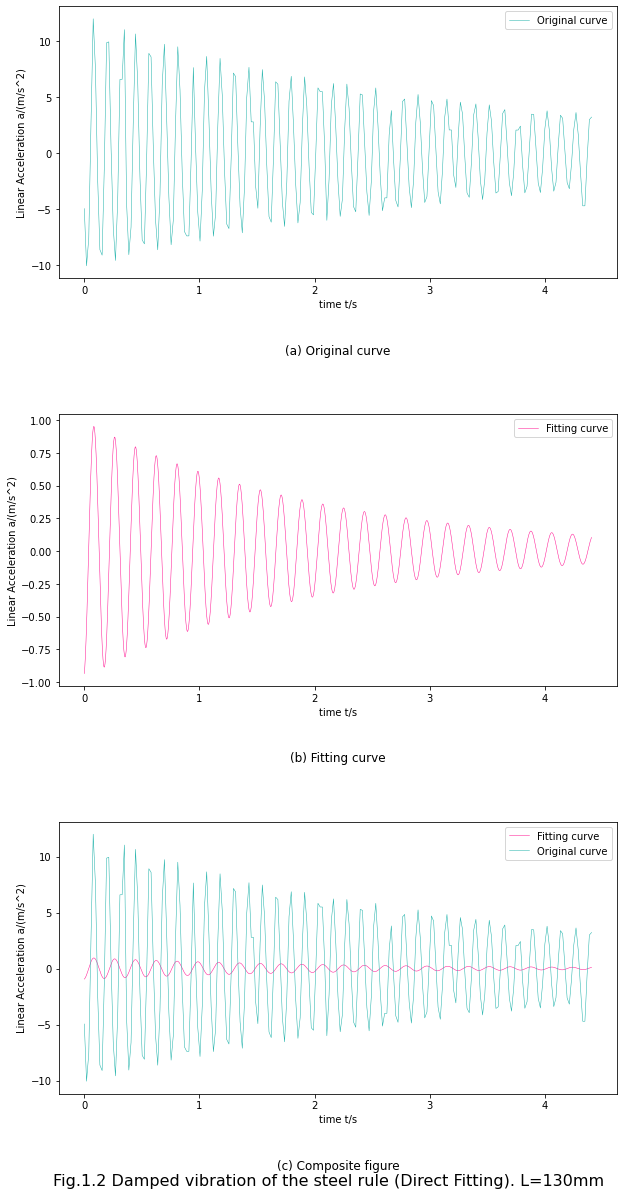 Original curve
10
5
0
−5
−10
Linear Acceleration a/(m/s^2)
0 1 2 3 4
time t/s
(a) Original curve
Fitting curve
1.00
0.75
0.50
0.25
0.00
−0.25
−0.50
−0.75
−1.00
Linear Acceleration a/(m/s^2)
0 1 2 3 4
time t/s
(b) Fitting curve
Fitting curve
Original curve
10
5
0
−5
−10
Linear Acceleration a/(m/s^2)
0 1 2 3 4
time t/s
(c) Composite figure
Fig.1.2 Damped vibration of the steel rule (Direct Fitting). L=130mm